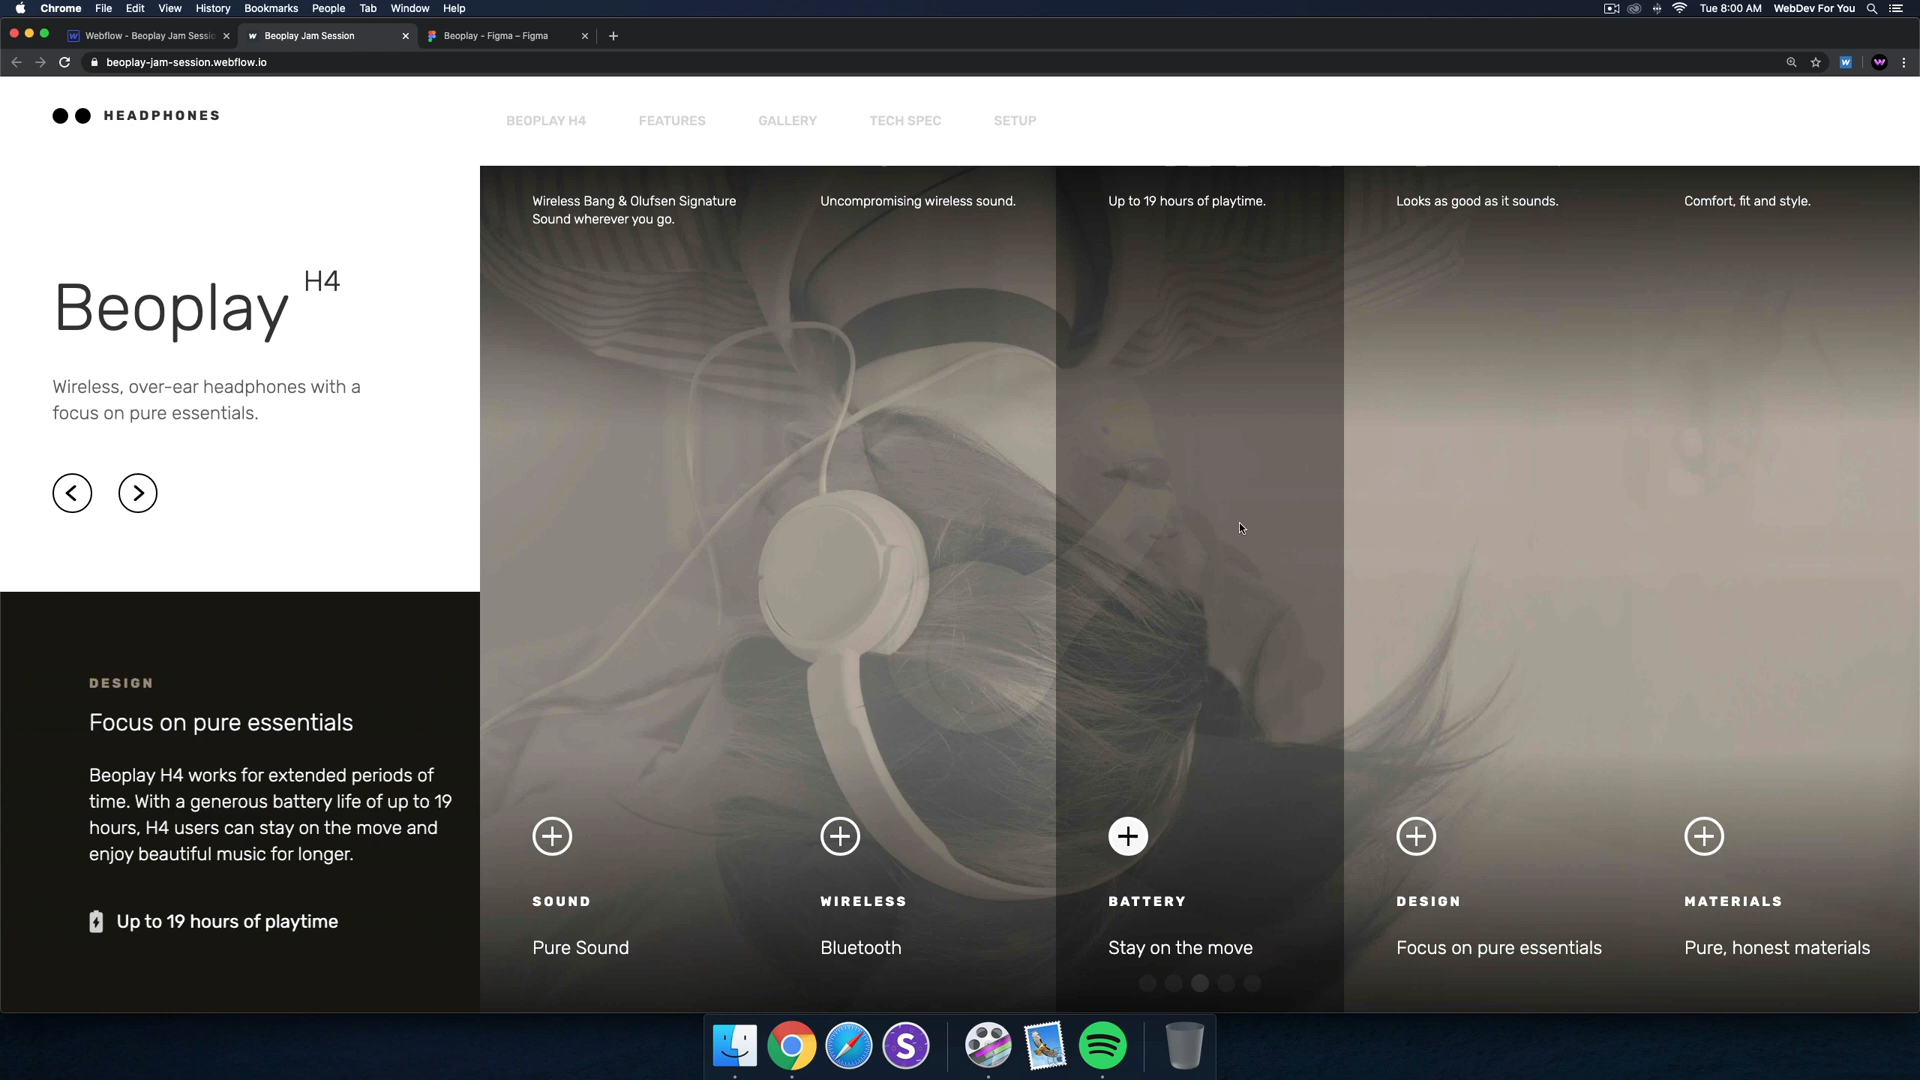 Chrome File Edit View History Bookmarks People Tab Window Help
Tue 8:00 AM WebDev For You
Webflow - Beoplay Jam Sessi
Beoplay Jam Session
Beoplay - Figma – Figma
beoplay-jam-session.webflow.io
HEADPHONES
BEOPLAY H4 FEATURES GALLERY TECH SPEC SETUP
Beoplay H4
Wireless, over-ear headphones with a
focus on pure essentials.
DESIGN
Focus on pure essentials
Beoplay H4 works for extended periods of
time. With a generous battery life of up to 19
hours, H4 users can stay on the move and
enjoy beautiful music for longer.
Up to 19 hours of playtime
Wireless Bang & Olufsen Signature
Sound wherever you go.
SOUND
Pure Sound
Uncompromising wireless sound.
WIRELESS
Bluetooth
Up to 19 hours of playtime.
BATTERY
Stay on the move
Looks as good as it sounds.
DESIGN
Focus on pure essentials
Comfort, fit and style.
MATERIALS
Pure, honest materials